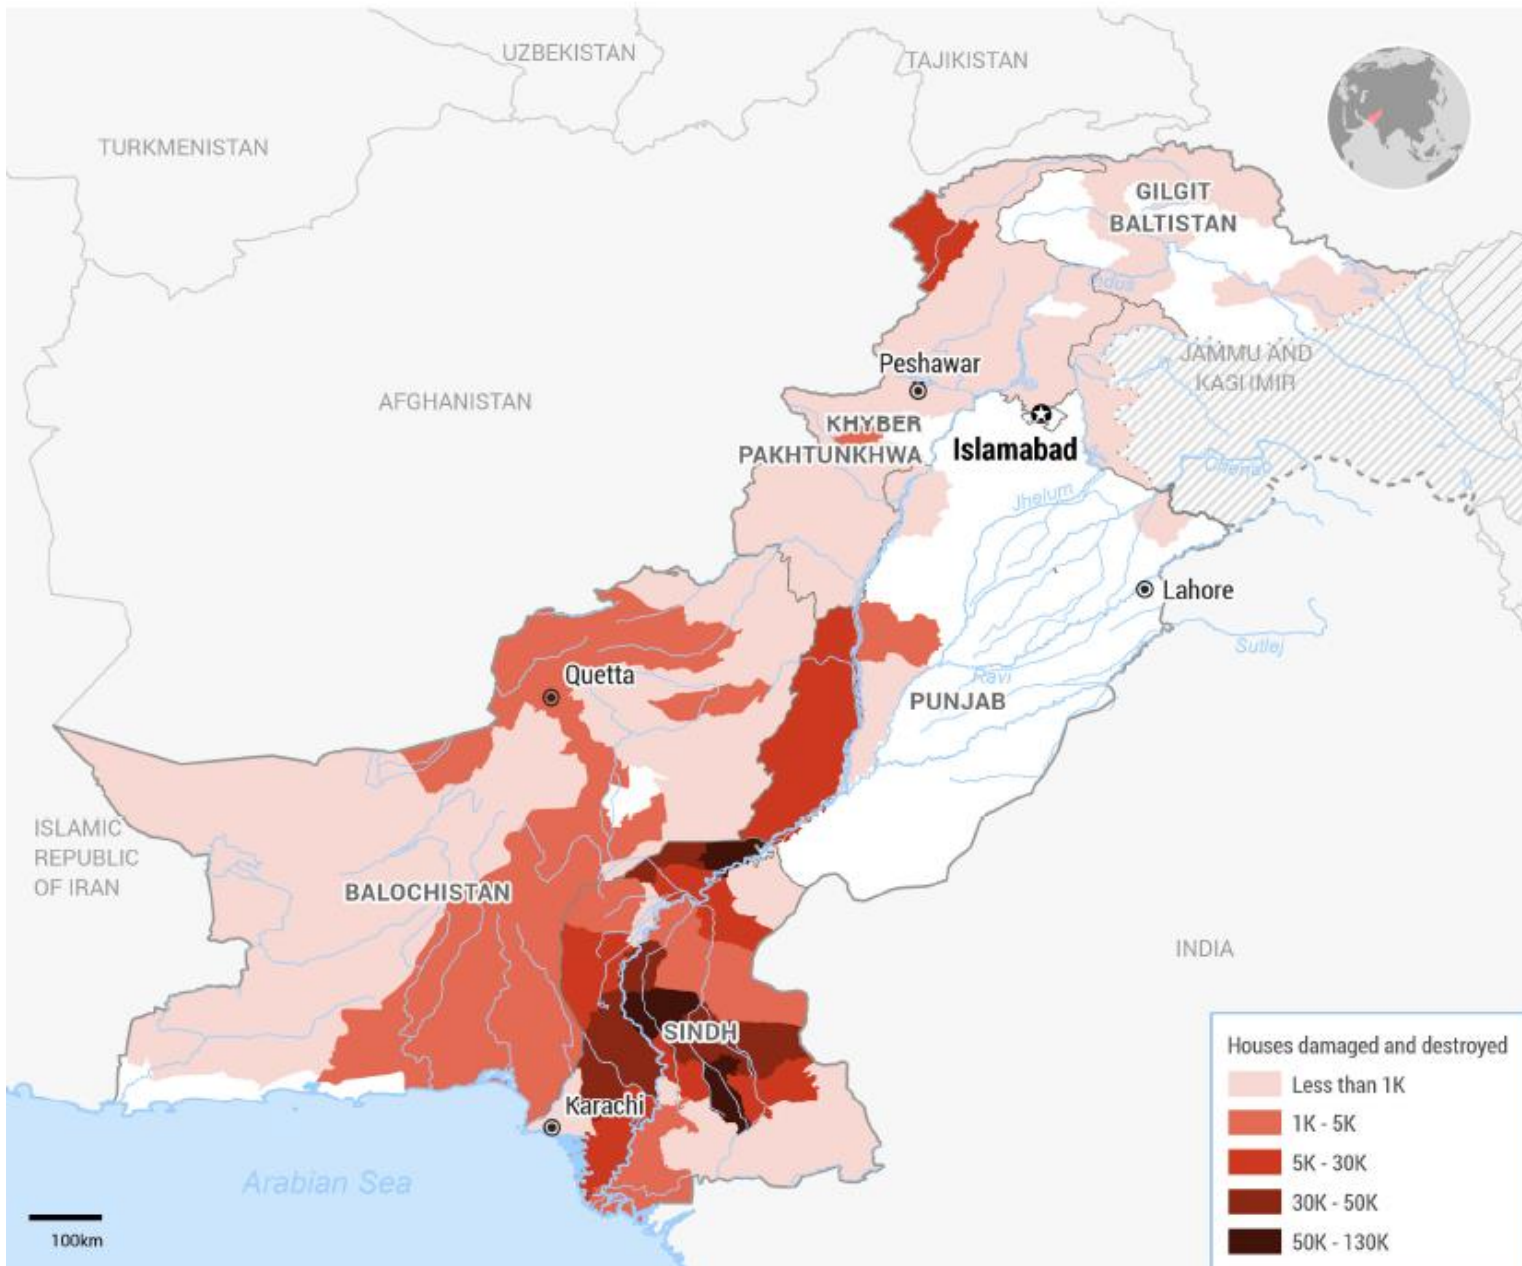 UZBEKISTAN
TAJIKISTAN
TURKMENISTAN
GILGIT
BALTISTAN
Indus
JAMMU AND
KASHMIR
Peshawar
AFGHANISTAN
KHYBER
PAKHTUNKHWA
Islamabad
Chenab
Jhelum
Lahore
Sutlej
Quetta
Ravi
PUNJAB
ISLAMIC
REPUBLIC
OF IRAN
BALOCHISTAN
INDIA
SINDH
Karachi
Arabian Sea
100km
Houses damaged and destroyed
Less than 1K
1K - 5K
5K - 30K
30K - 50K
50K - 130K